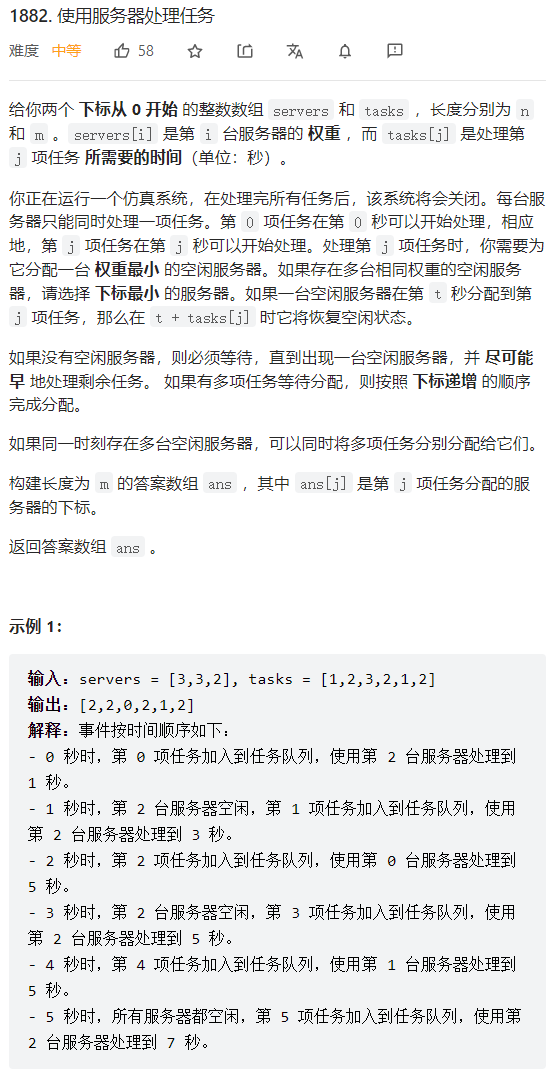 1882. 使用服务器处理任务
难度 中等 58
给你两个 下标从 0 开始 的整数数组 servers 和 tasks ，长度分别为 n
和 m 。servers[i] 是第 i 台服务器的 权重 ，而 tasks[j] 是处理第
j 项任务 所需要的时间（单位：秒）。
你正在运行一个仿真系统，在处理完所有任务后，该系统将会关闭。每台服
务器只能同时处理一项任务。第 0 项任务在第 0 秒可以开始处理，相应
地，第 j 项任务在第 j 秒可以开始处理。处理第 j 项任务时，你需要为
它分配一台 权重最小 的空闲服务器。如果存在多台相同权重的空闲服务
器，请选择 下标最小 的服务器。如果一台空闲服务器在第 t 秒分配到第
j 项任务，那么在 t + tasks[j] 时它将恢复空闲状态。
如果没有空闲服务器，则必须等待，直到出现一台空闲服务器，并 尽可能
早 地处理剩余任务。 如果有多项任务等待分配，则按照 下标递增 的顺序
完成分配。
如果同一时刻存在多台空闲服务器，可以同时将多项任务分别分配给它们。
构建长度为 m 的答案数组 ans ，其中 ans[j] 是第 j 项任务分配的服
务器的下标。
返回答案数组 ans 。
示例 1：
输入：servers = [3,3,2], tasks = [1,2,3,2,1,2]
输出：[2,2,0,2,1,2]
解释：事件按时间顺序如下：
- 0 秒时，第 0 项任务加入到任务队列，使用第 2 台服务器处理到
1 秒。
- 1 秒时，第 2 台服务器空闲，第 1 项任务加入到任务队列，使用
第 2 台服务器处理到 3 秒。
- 2 秒时，第 2 项任务加入到任务队列，使用第 0 台服务器处理到
5 秒。
- 3 秒时，第 2 台服务器空闲，第 3 项任务加入到任务队列，使用
第 2 台服务器处理到 5 秒。
- 4 秒时，第 4 项任务加入到任务队列，使用第 1 台服务器处理到
5 秒。
- 5 秒时，所有服务器都空闲，第 5 项任务加入到任务队列，使用第
2 台服务器处理到 7 秒。